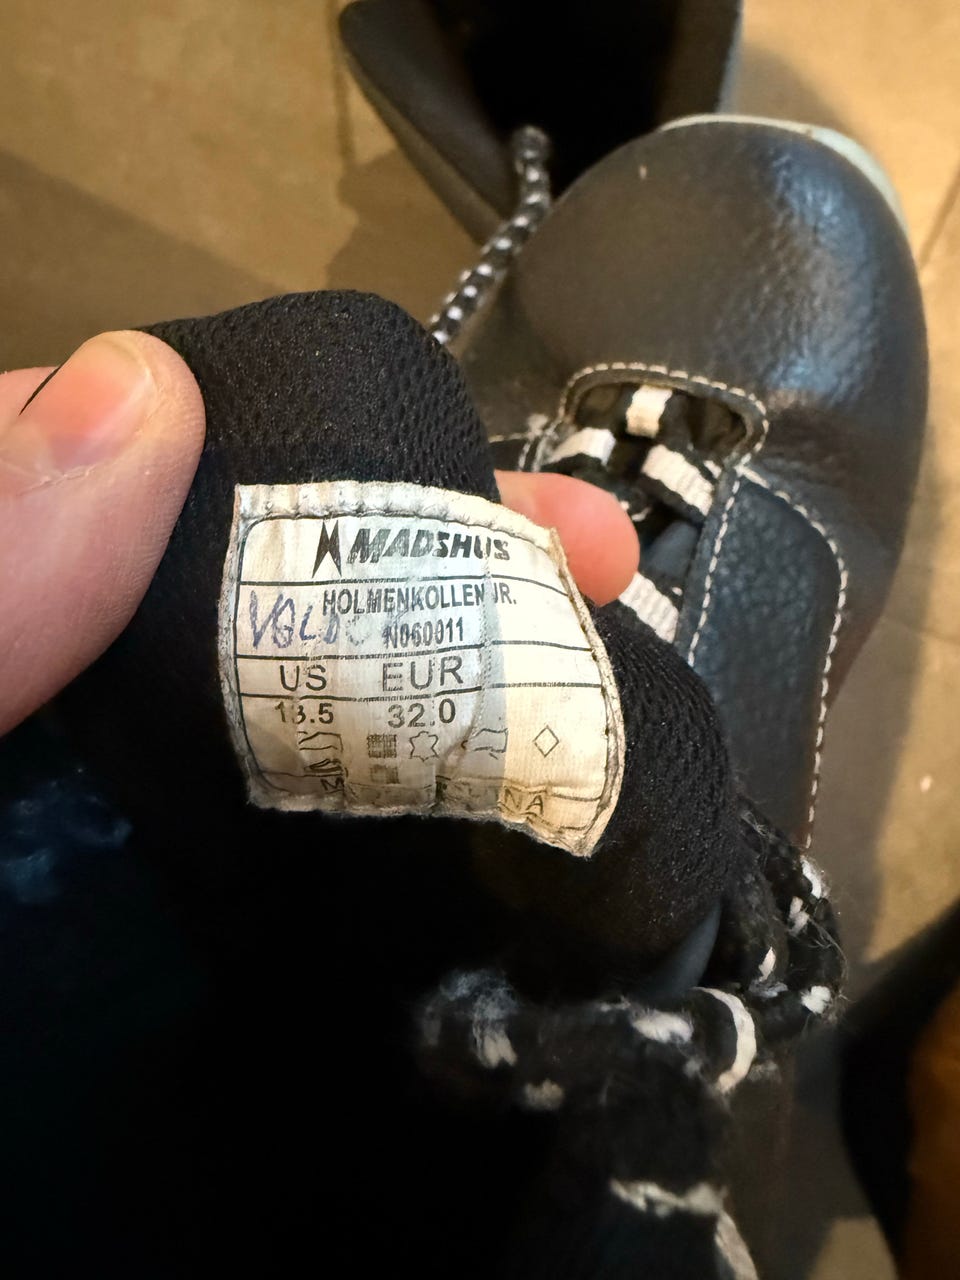 MADSHUS
HOLMENKOLLEN JR.
N060011
US EUR
13.5 32.0